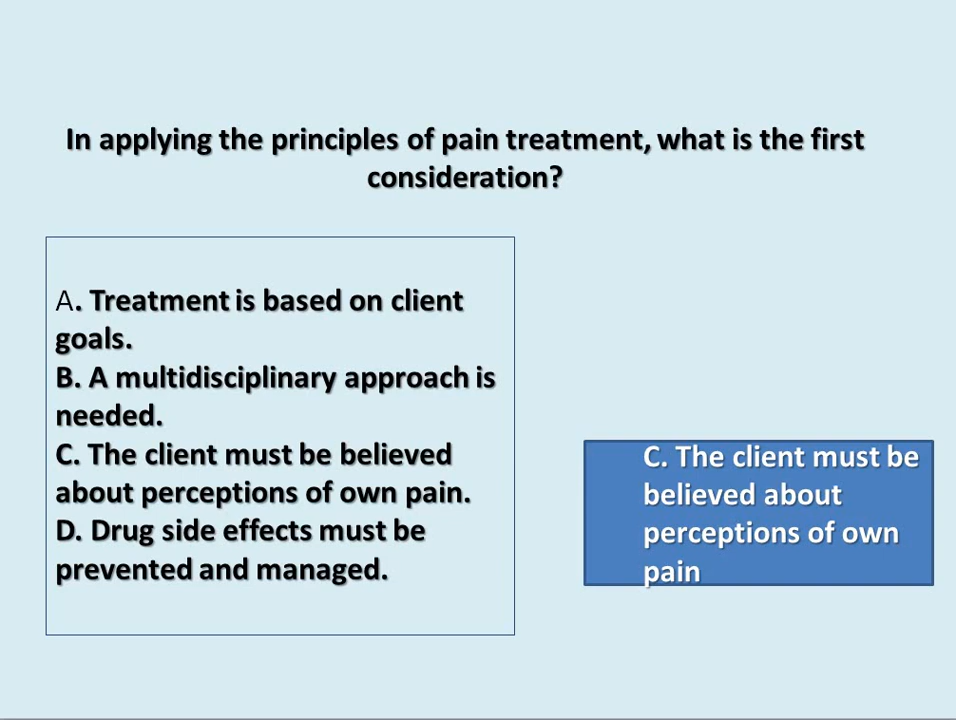 In applying the principles of pain treatment, what is the first
consideration?
A. Treatment is based on client
goals.
B. A multidisciplinary approach is
needed.
C. The client must be believed
about perceptions of own pain.
D. Drug side effects must be
prevented and managed.
C. The client must be
believed about
perceptions of own
pain